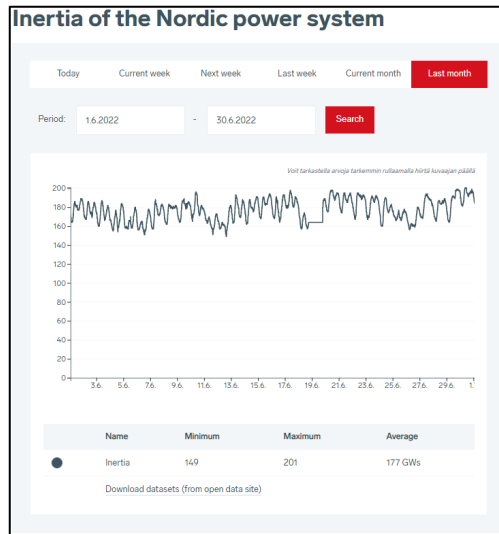 Inertia of the Nordic power system
Today Current week Next week Last week Current month Last month
Period: 1.6.2022 - 30.6.2022 Search
Voit tarkastella arvoja tarkemmin rullaamalla hiirtä kuvaajan päällä
200
180
160
140
120
100
80
60
40
20
0
3.6. 5.6. 7.6. 9.6. 11.6. 13.6. 15.6. 17.6. 19.6. 21.6. 23.6. 25.6. 27.6. 29.6. 1.
Name Minimum Maximum Average
Inertia 149 201 177 GWs
Download datasets (from open data site)